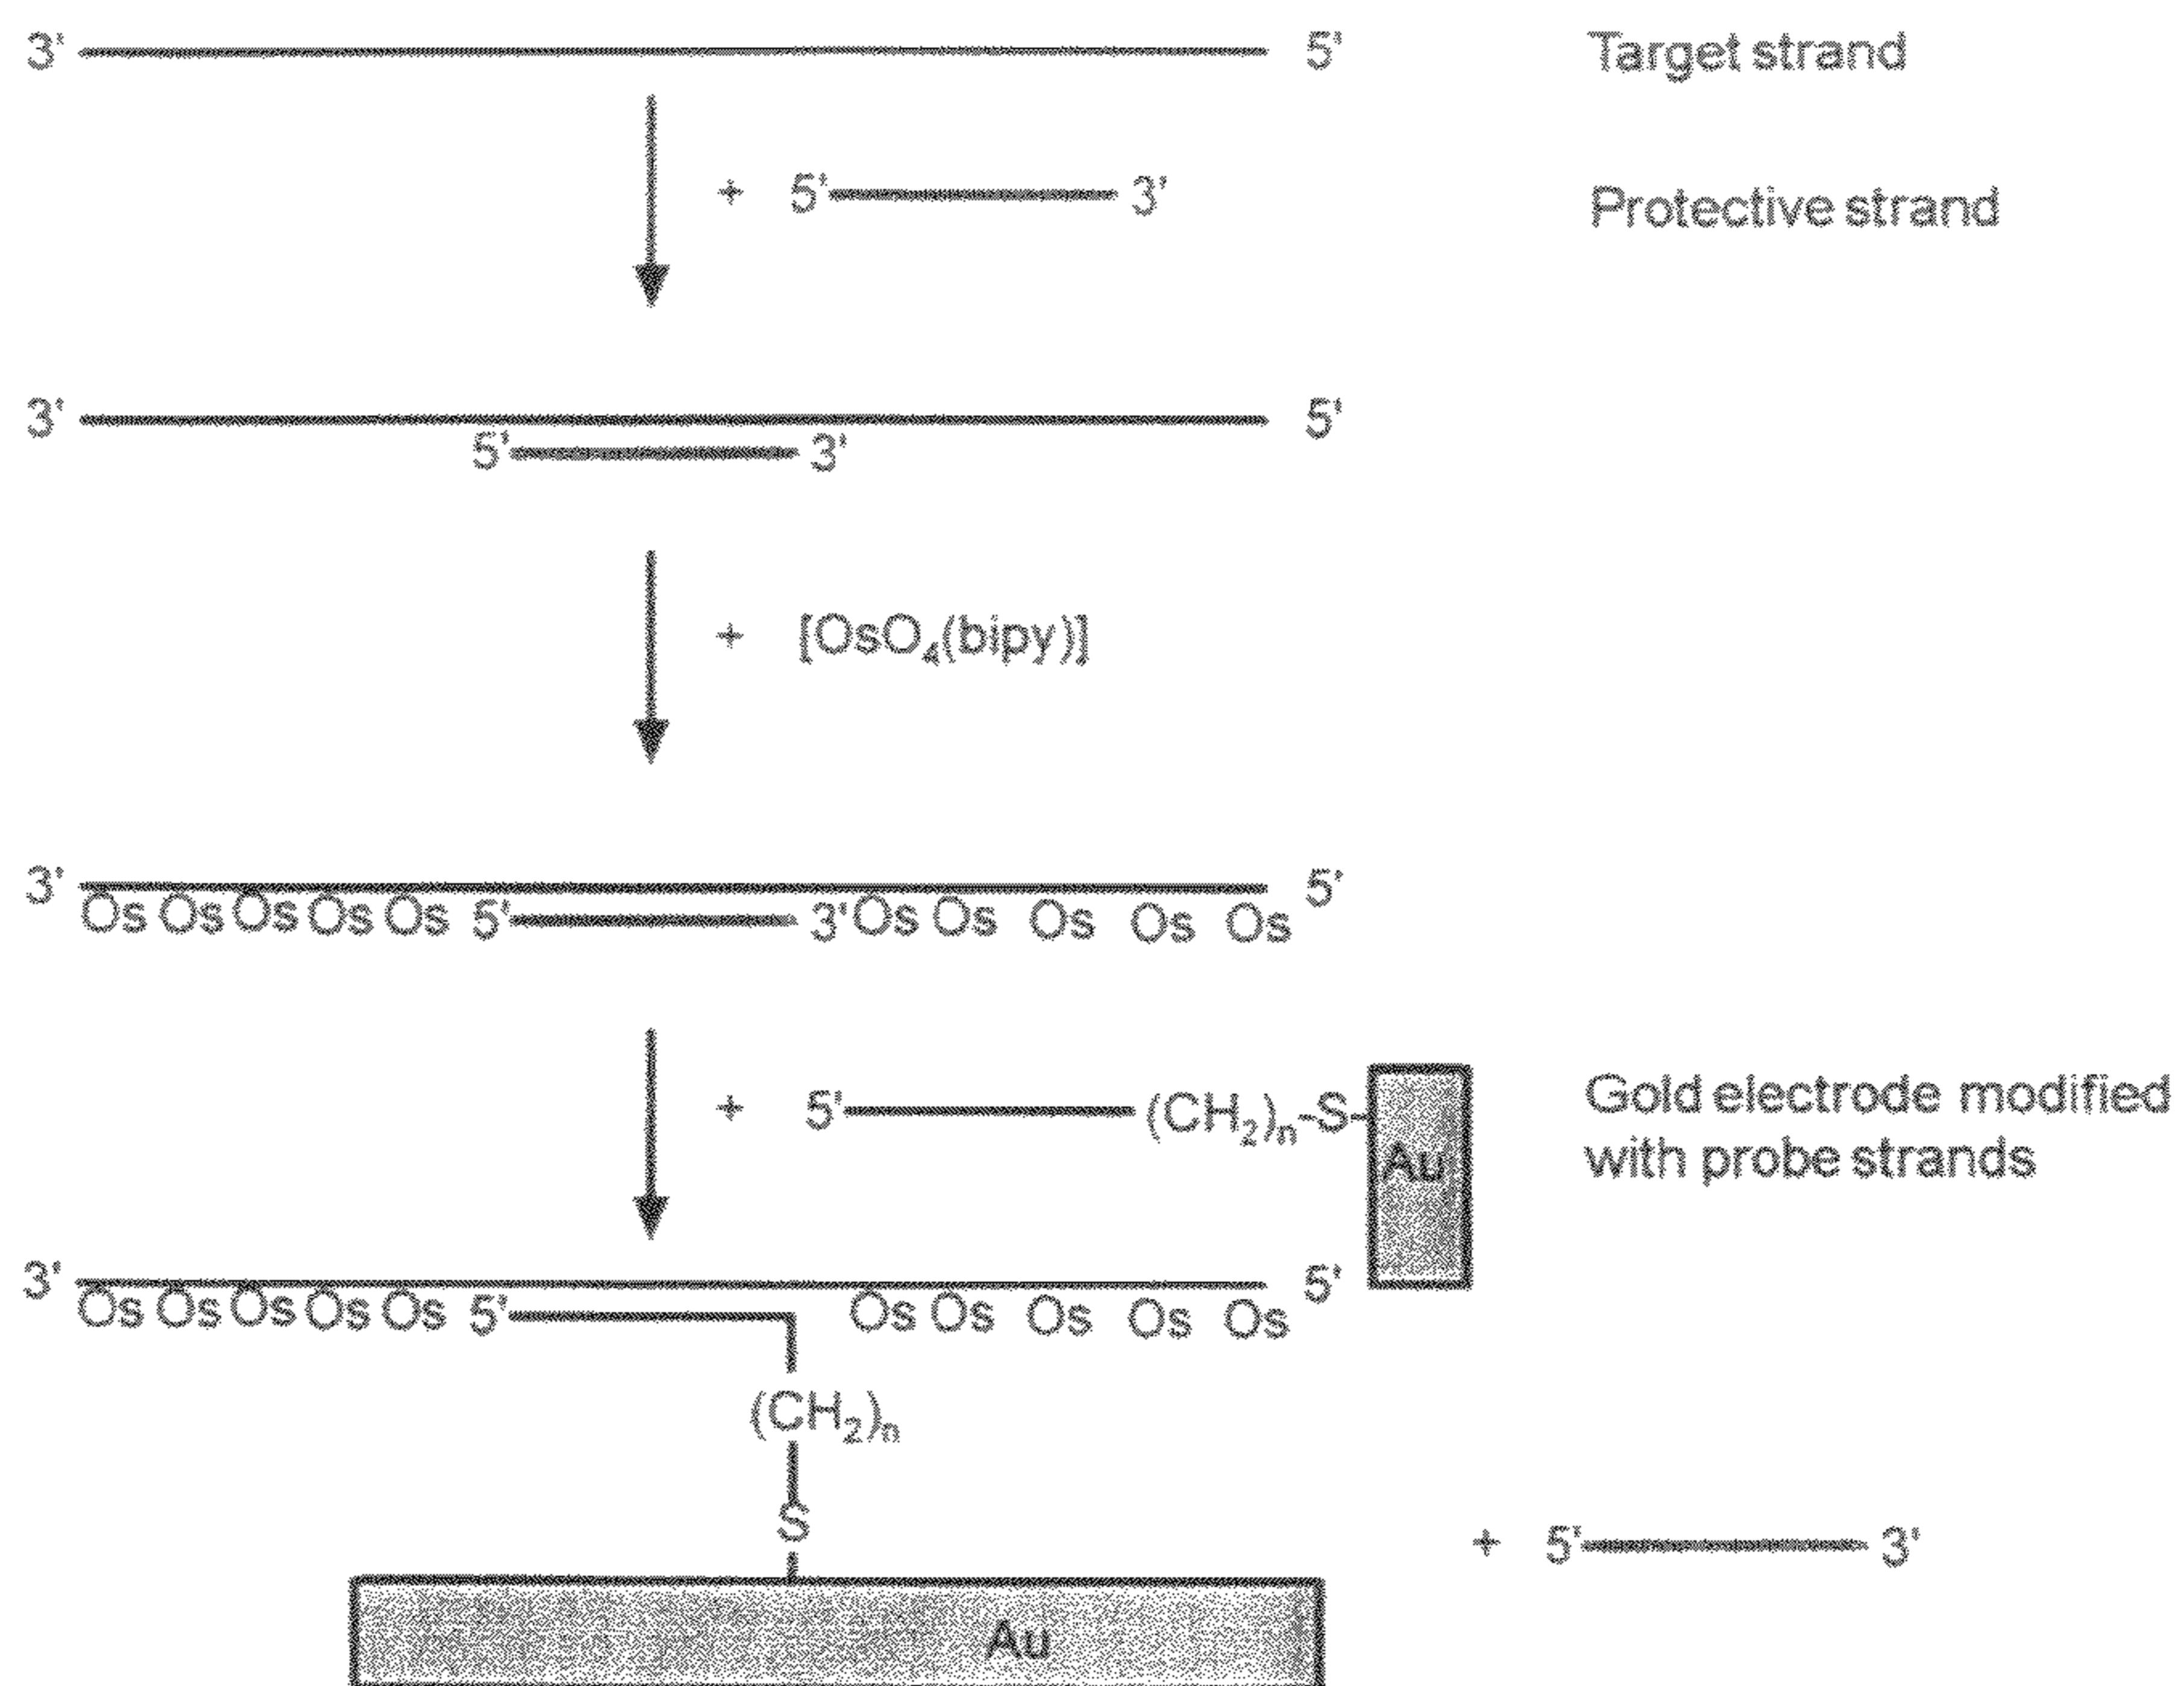 3' 5' Target strand
+ 5' 3' Protective strand
3' 5'
5' 3'
+ [OsO₄(bipy)]
3' 5'
Os Os Os Os Os 5' 3' Os Os Os Os Os
+ 5' (CH₂)ₙ-S- Au
Gold electrode modified
with probe strands
3' 5'
Os Os Os Os Os 5' Os Os Os Os Os
(CH₂)ₙ
S
+ 5' 3'
Au